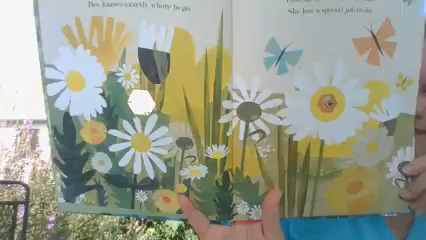 Bee knows exactly where to go.
She has a special job to do.